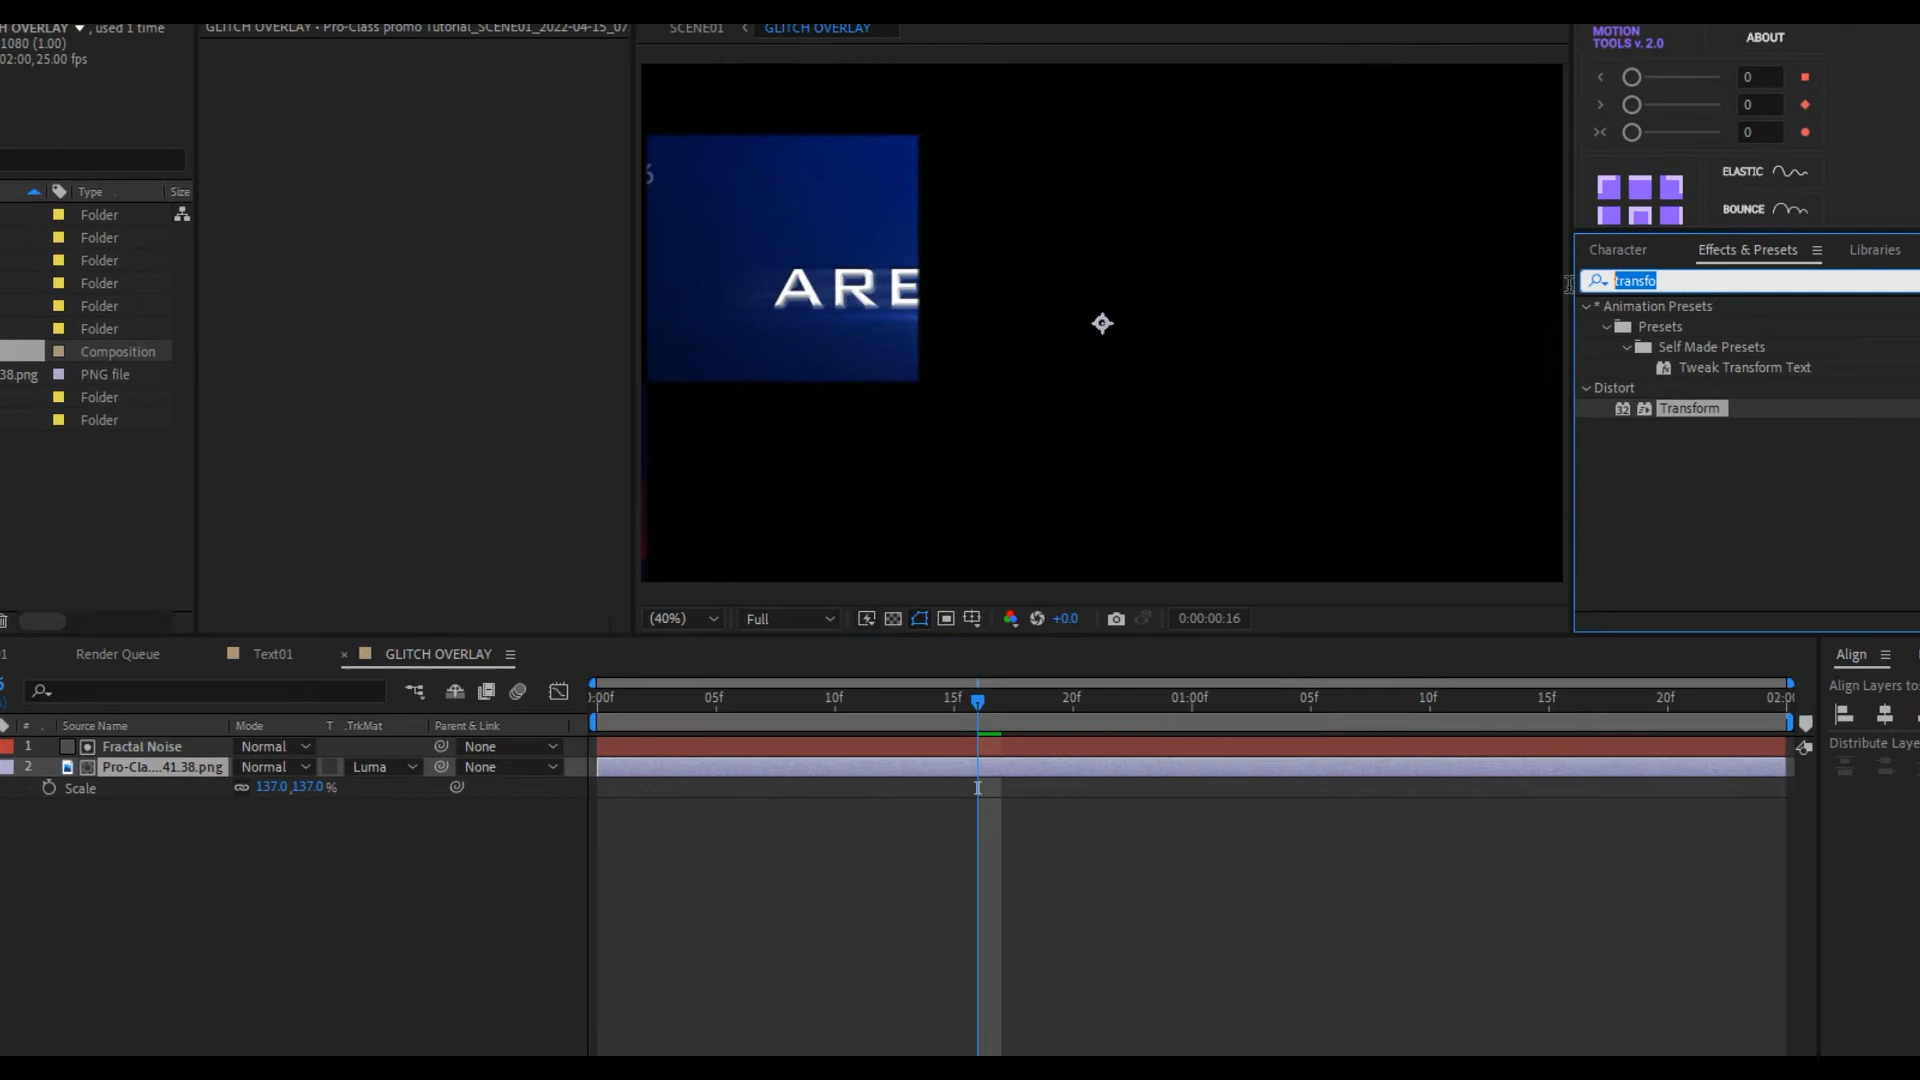 H OVERLAY , used 1 time
1080 (1.00)
02:00, 25.00 fps
Type
Size
Folder
Folder
Folder
Folder
Folder
Folder
Composition
38.png
PNG file
Folder
Folder
GLITCH OVERLAY • Pro-Class promo Tutorial_SCENE01_2022-04-15_07
SCENE01
GLITCH OVERLAY
6
ARE
(40%)
Full
+0.0
0:00:00:16
MOTION
TOOLS v. 2.0
ABOUT
0
0
0
ELASTIC
BOUNCE
Character
Effects & Presets
Libraries
transfo
* Animation Presets
Presets
Self Made Presets
Tweak Transform Text
Distort
32
Transform
Render Queue
Text01
GLITCH OVERLAY
# . Source Name
Mode
T .TrkMat
Parent & Link
1 Fractal Noise
Normal
None
2 Pro-Cla....41.38.png
Normal
Luma
None
Scale
137.0,137.0 %
):00f 05f 10f 15f 20f 01:00f 05f 10f 15f 20f 02:00
Align
Align Layers to:
Distribute Laye